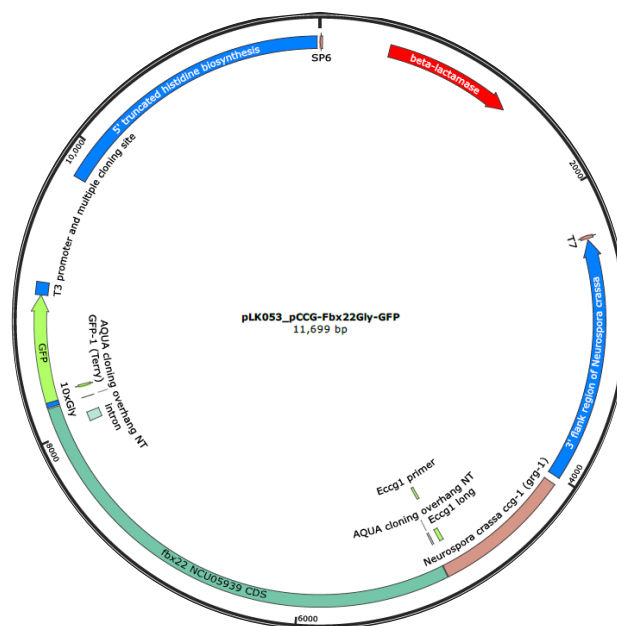 SP6
beta-lactamase
2000
T7
3' flank region of Neurospora crassa
4000
Neurospora crassa ccg-1 (grg-1)
Eccg1 primer
Eccg1 long
AQUA cloning overhang NT
6000
fbx22 NCU05939 CDS
8000
10xGly
intron
AQUA cloning overhang NT
GFP-1 (Terry)
GFP
T3 promoter and multiple cloning site
10,000
5' truncated histidine biosynthesis
pLK053_pCCG-Fbx22Gly-GFP
11,699 bp